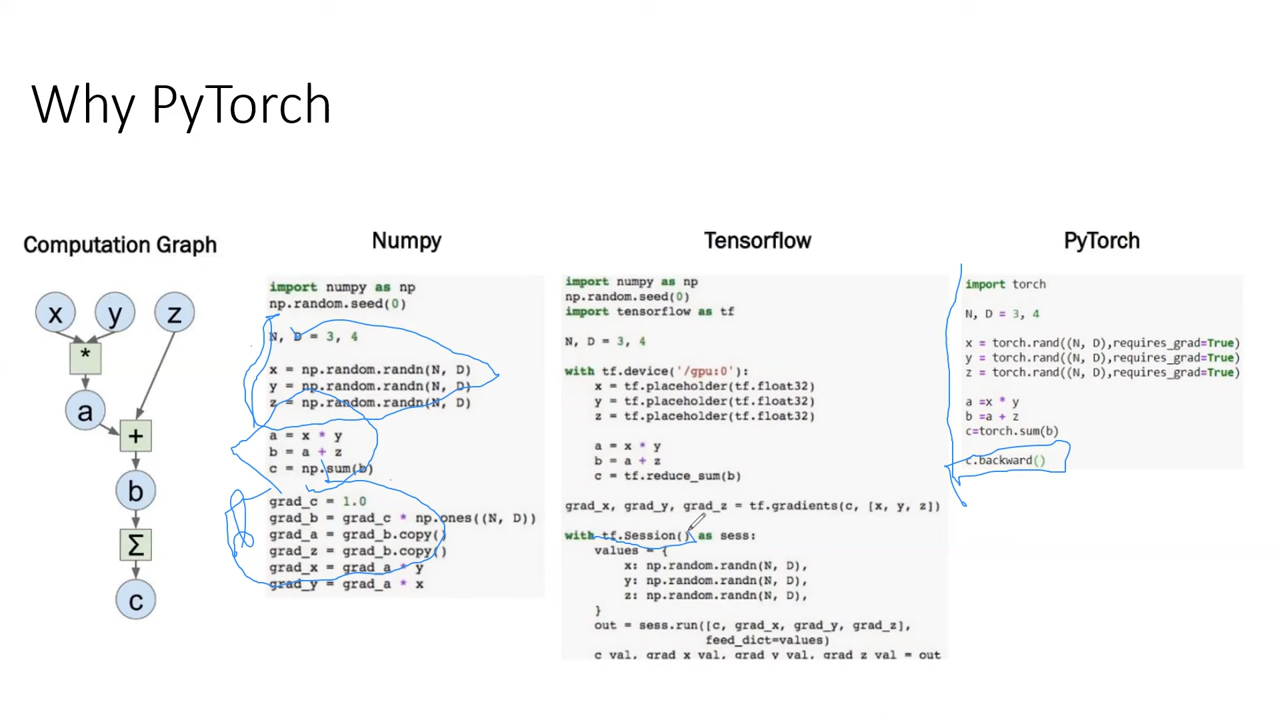 Why PyTorch
Computation Graph
x y z
*
a
+
b
Σ
c
Numpy
import numpy as np
np.random.seed(0)
N, D = 3, 4
x = np.random.randn(N, D)
y = np.random.randn(N, D)
z = np.random.randn(N, D)
a = x * y
b = a + z
c = np.sum(b)
grad_c = 1.0
grad_b = grad_c * np.ones((N, D))
grad_a = grad_b.copy()
grad_z = grad_b.copy()
grad_x = grad_a * y
grad_y = grad_a * x
Tensorflow
import numpy as np
np.random.seed(0)
import tensorflow as tf
N, D = 3, 4
with tf.device('/gpu:0'):
x = tf.placeholder(tf.float32)
y = tf.placeholder(tf.float32)
z = tf.placeholder(tf.float32)
a = x * y
b = a + z
c = tf.reduce_sum(b)
grad_x, grad_y, grad_z = tf.gradients(c, [x, y, z])
with tf.Session() as sess:
values = {
x: np.random.randn(N, D),
y: np.random.randn(N, D),
z: np.random.randn(N, D),
}
out = sess.run([c, grad_x, grad_y, grad_z],
feed_dict=values)
c_val, grad_x_val, grad_y_val, grad_z_val = out
PyTorch
import torch
N, D = 3, 4
x = torch.rand((N, D),requires_grad=True)
y = torch.rand((N, D),requires_grad=True)
z = torch.rand((N, D),requires_grad=True)
a =x * y
b =a + z
c=torch.sum(b)
c.backward()